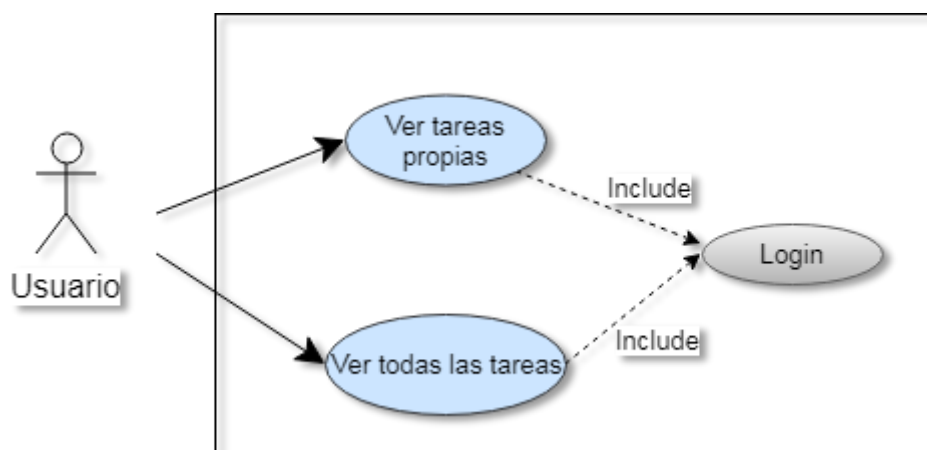 Ver tareas
propias
Include
Login
Usuario
Include
Ver todas las tareas